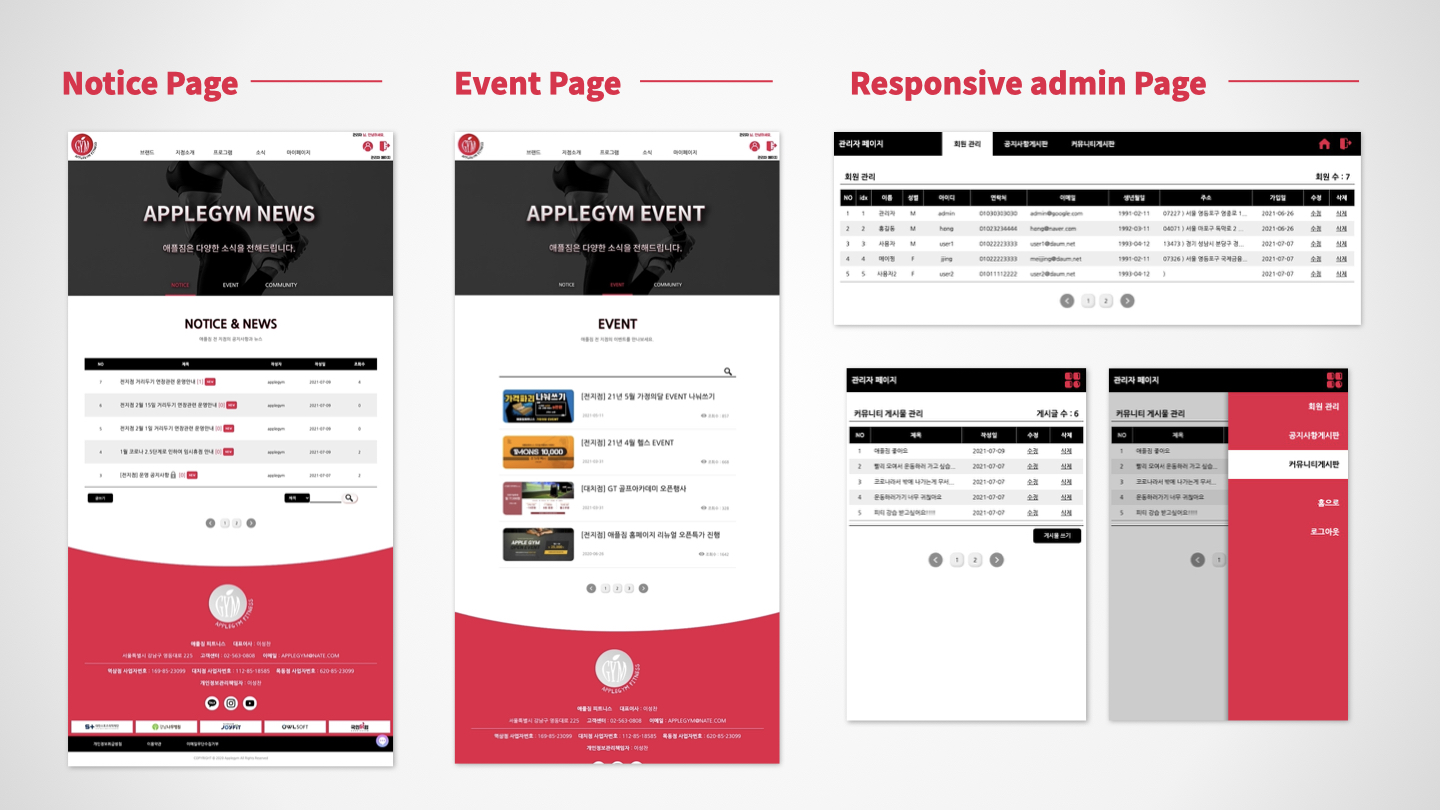 Notice Page
Event Page
Responsive admin Page
관리자 님, 안녕하세요.
GYM
브랜드 지점소개 프로그램 소식 마이페이지
관리자 페이지
APPLEGYM NEWS
애플짐은 다양한 소식을 전해드립니다.
NOTICE EVENT COMMUNITY
NOTICE & NEWS
애플짐 전 지점의 공지사항과 뉴스
NO 제목 작성자 작성일 조회수
7 전지점 거리두기 연장관련 운영안내 [1] NEW applegym 2021-07-09 4
6 전지점 2월 15일 거리두기 연장관련 운영안내 [0] NEW applegym 2021-07-09 0
5 전지점 2월 1일 거리두기 연장관련 운영안내 [0] NEW applegym 2021-07-09 0
4 1월 코로나 2.5단계로 인하여 임시휴점 안내 [0] NEW applegym 2021-07-09 2
3 [전지점] 운영 공지사항 [0] NEW applegym 2021-07-09 2
글쓰기 제목
1 2
GYM
APPLEGYM FITNESS
애플짐 피트니스 대표이사 : 이성찬
서울특별시 강남구 영동대로 225 고객센터 : 02-563-0808 이메일 : APPLEGYM@NATE.COM
역삼점 사업자번호 : 169-85-23099 대치점 사업자번호 : 112-85-18585 목동점 사업자번호 : 620-85-23099
개인정보관리책임자 : 이성찬
S+ 강남나누리병원 JOYFIT OWLSOFT
개인정보취급방침 이용약관 이메일무단수집거부
COPYRIGHT © 2020 Applegym All Rights Reserved.
관리자 님, 안녕하세요.
GYM
브랜드 지점소개 프로그램 소식 마이페이지
관리자 페이지
APPLEGYM EVENT
애플짐은 다양한 소식을 전해드립니다.
NOTICE EVENT COMMUNITY
EVENT
애플짐 전 지점의 이벤트를 만나보세요.
가격파괴 나눠쓰기
[전지점] 21년 5월 가정의달 EVENT 나눠쓰기
조회수 : 857
9-MONS 10,000
[전지점] 21년 4월 헬스 EVENT
2021-03-31 조회수 : 668
[대치점] GT 골프아카데미 오픈행사
2021-03-31 조회수 : 328
APPLE GYM
[전지점] 애플짐 홈페이지 리뉴얼 오픈특가 진행
조회수 : 1662
1 2 3
GYM
APPLEGYM FITNESS
애플짐 피트니스 대표이사 : 이성찬
서울특별시 강남구 영동대로 225 고객센터 : 02-563-0808 이메일 : APPLEGYM@NATE.COM
역삼점 사업자번호 : 169-85-23099 대치점 사업자번호 : 112-85-18585 목동점 사업자번호 : 620-85-23099
개인정보관리책임자 : 이성찬
관리자 페이지 회원 관리 공지사항게시판 커뮤니티게시판
회원 관리 회원 수 : 7
NO idx 이름 성별 아이디 연락처 이메일 생년월일 주소 가입일 수정 삭제
1 1 관리자 M admin 01030303030 admin@google.com 1991-02-11 07227 ) 서울 영등포구 영중로 1... 2021-06-26 수정 삭제
2 2 홍길동 M hong 01023234444 hong@naver.com 1992-03-11 04071 ) 서울 마포구 독막로 2 ... 2021-06-26 수정 삭제
3 3 사용자 M user1 01022223333 user1@daum.net 1993-04-12 13473 ) 경기 성남시 분당구 경... 2021-07-07 수정 삭제
4 4 메이찡 F jjing 01022223333 meijjing@daum.net 1991-02-11 07326 ) 서울 영등포구 국제금융... 2021-07-07 수정 삭제
5 5 사용자2 F user2 01011112222 user2@daum.net 1993-04-12 ) 2021-07-07 수정 삭제
1 2
관리자 페이지
커뮤니티 게시물 관리 게시글 수 : 6
NO 제목 작성일 수정 삭제
1 애플짐 좋아요 2021-07-09 수정 삭제
2 빨리 모여서 운동하러 가고 싶습... 2021-07-07 수정 삭제
3 코로나라서 밖에 나가는게 무서... 2021-07-07 수정 삭제
4 운동하러가기 너무 귀찮아요 2021-07-07 수정 삭제
5 피티 강습 받고싶어요!!!!! 2021-07-07 수정 삭제
게시물 쓰기
1 2
관리자 페이지
커뮤니티 게시물 관리
NO 제목
1 애플짐 좋아요
2 빨리 모여서 운동하러 가고 싶습...
3 코로나라서 밖에 나가는게 무서...
4 운동하러가기 너무 귀찮아요
5 피티 강습 받고싶어요!!!!!
1
회원 관리
공지사항게시판
커뮤니티게시판
홈으로
로그아웃